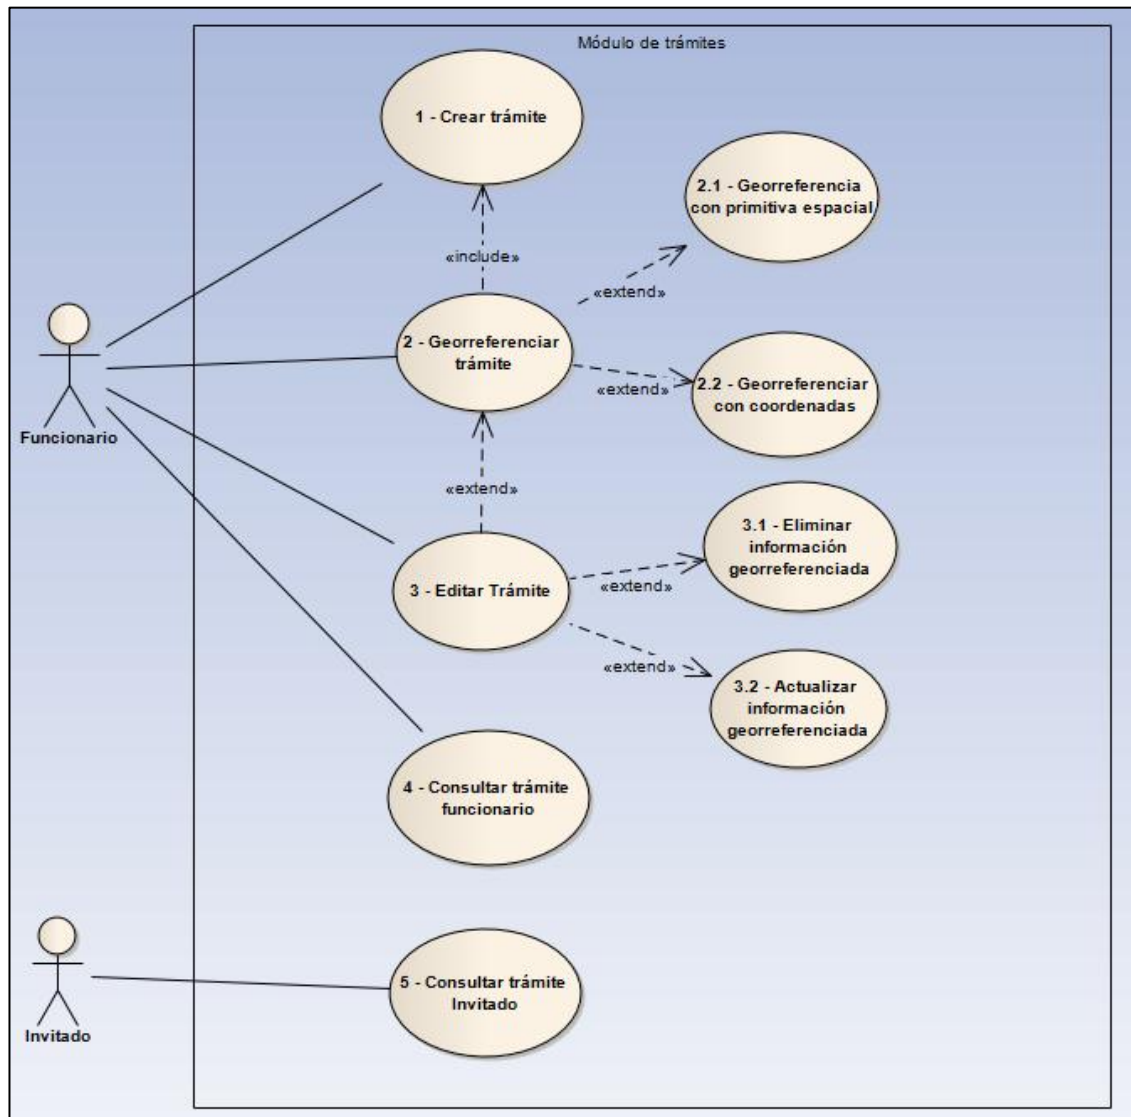 Módulo de trámites
1 - Crear trámite
2.1 - Georreferencia
con primitiva espacial
«include»
«extend»
2 - Georreferenciar
trámite
2.2 - Georreferenciar
con coordenadas
«extend»
Funcionario
«extend»
3.1 - Eliminar
información
georreferenciada
3 - Editar Trámite
«extend»
«extend»
3.2 - Actualizar
información
georreferenciada
4 - Consultar trámite
funcionario
5 - Consultar trámite
Invitado
Invitado